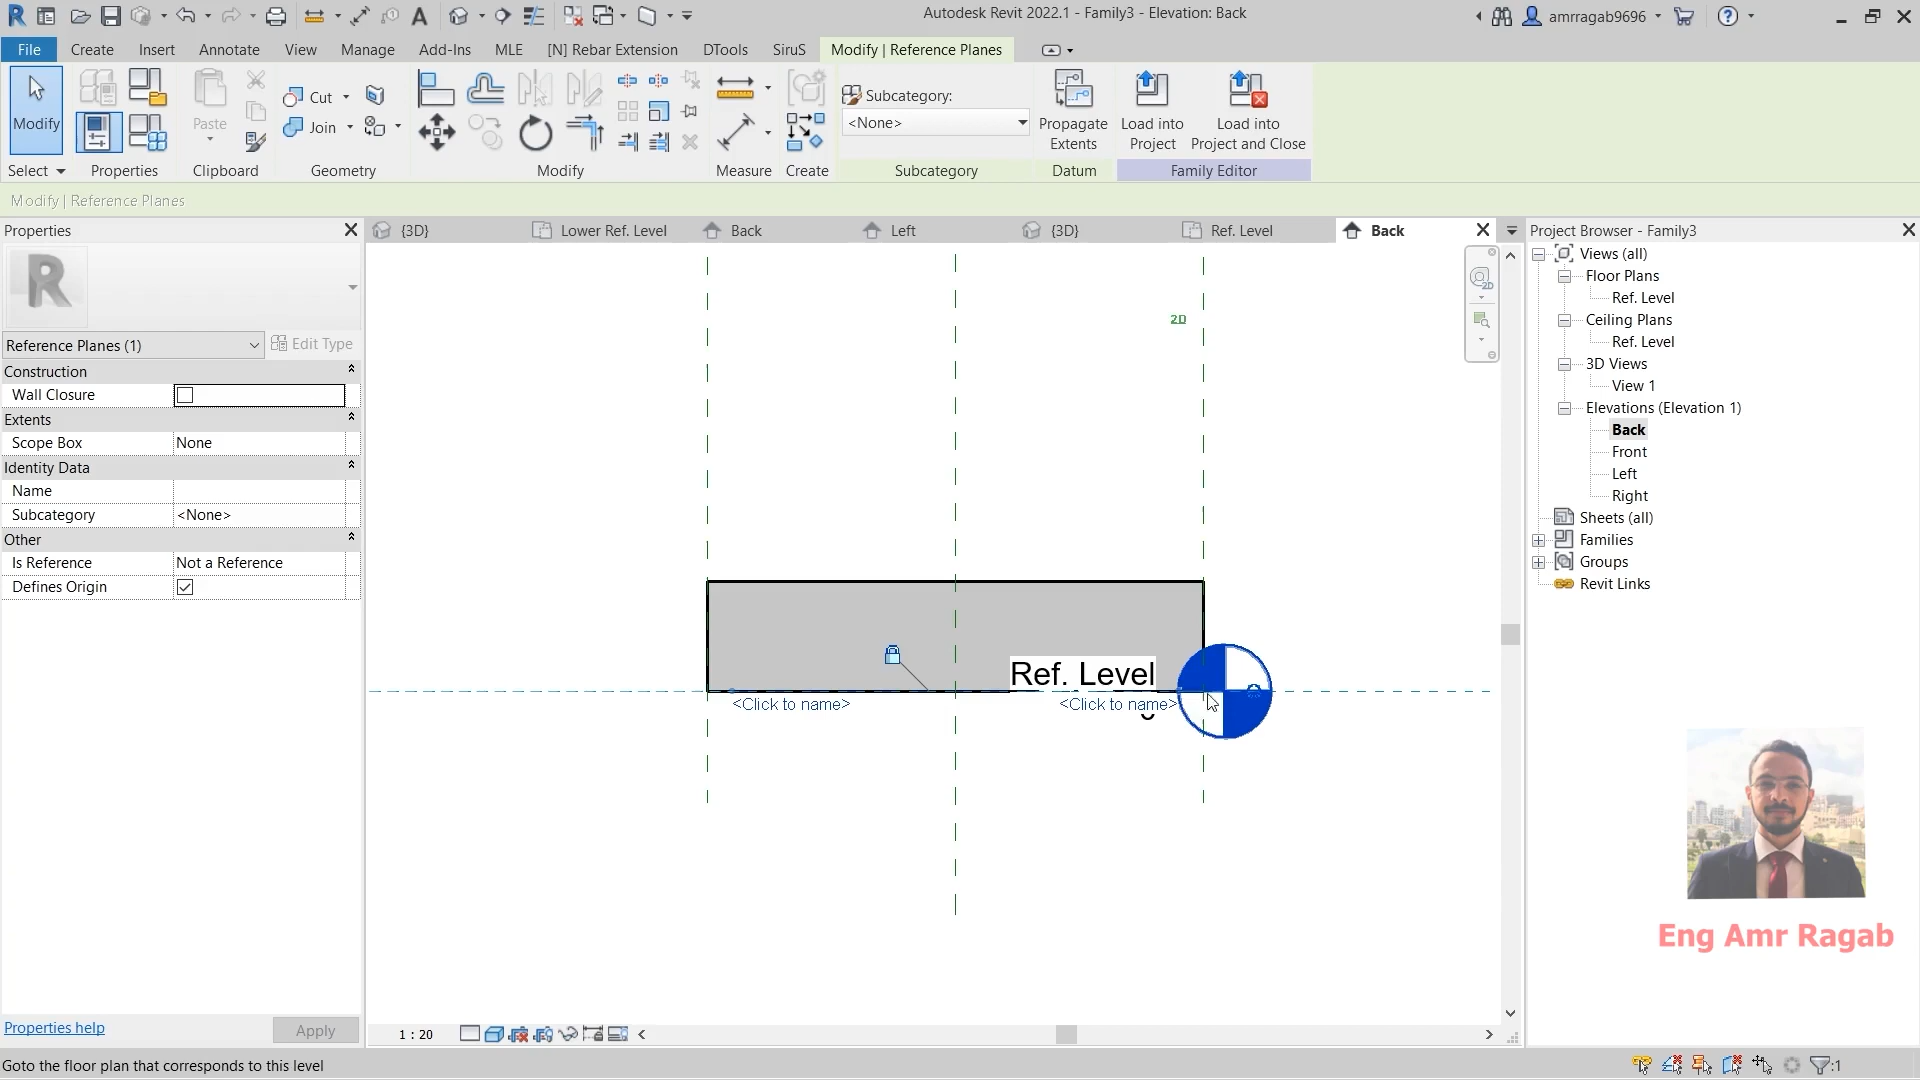 Autodesk Revit 2022.1 - Family3 - Elevation: Back
amrragab9696
File Create Insert Annotate View Manage Add-Ins MLE [N] Rebar Extension DTools SiruS Modify | Reference Planes
Modify
Paste
Cut
Join
Subcategory:
<None>
Propagate Extents
Load into Project
Load into Project and Close
Select Properties Clipboard Geometry Modify Measure Create Subcategory Datum Family Editor
Modify | Reference Planes
Properties
{3D} Lower Ref. Level Back Left {3D} Ref. Level Back
Project Browser - Family3
Reference Planes (1) Edit Type
Construction
Wall Closure
Extents
Scope Box None
Identity Data
Name
Subcategory <None>
Other
Is Reference Not a Reference
Defines Origin
Properties help Apply
2D
2D
Ref. Level
<Click to name> <Click to name>
Views (all)
Floor Plans
Ref. Level
Ceiling Plans
Ref. Level
3D Views
View 1
Elevations (Elevation 1)
Back
Front
Left
Right
Sheets (all)
Families
Groups
Revit Links
Eng Amr Ragab
1 : 20
Goto the floor plan that corresponds to this level
:1